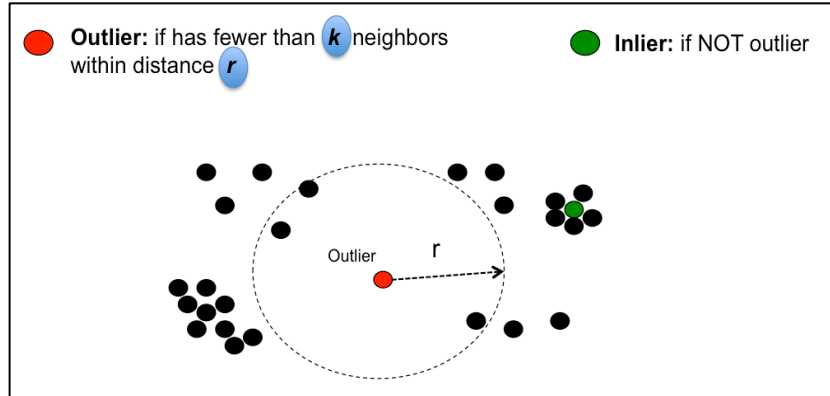 Outlier: if has fewer than k neighbors
within distance r
Inlier: if NOT outlier
Outlier
r